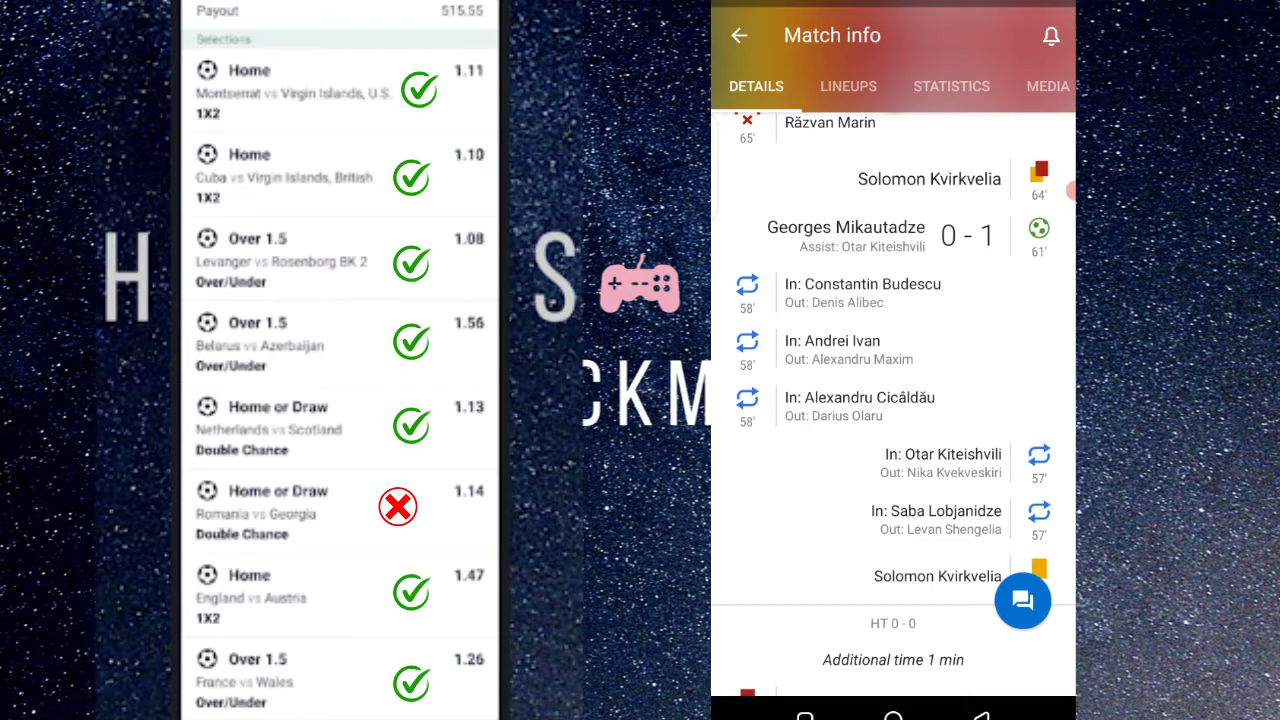 Payout 515.55
Selections
Home 1.11
Montserrat vs Virgin Islands, U.S.
1X2
Home 1.10
Cuba vs Virgin Islands, British
1X2
Over 1.5 1.08
Levanger vs Rosenborg BK 2
Over/Under
Over 1.5 1.56
Belarus vs Azerbaijan
Over/Under
Home or Draw 1.13
Netherlands vs Scotland
Double Chance
Home or Draw 1.14
Romania vs Georgia
Double Chance
Home 1.47
England vs Austria
1X2
Over 1.5 1.26
France vs Wales
Over/Under
H
S
CKM
Match info
DETAILS LINEUPS STATISTICS MEDIA
65' Răzvan Marin
Solomon Kvirkvelia 64'
Georges Mikautadze 0 - 1
Assist: Otar Kiteishvili 61'
In: Constantin Budescu
58' Out: Denis Alibec
In: Andrei Ivan
58' Out: Alexandru Maxim
In: Alexandru Cicâldău
58' Out: Darius Olaru
In: Otar Kiteishvili
Out: Nika Kvekveskiri 57'
In: Saba Lobjanidze
Out: Levan Shengelia 57'
Solomon Kvirkvelia
HT 0 - 0
Additional time 1 min